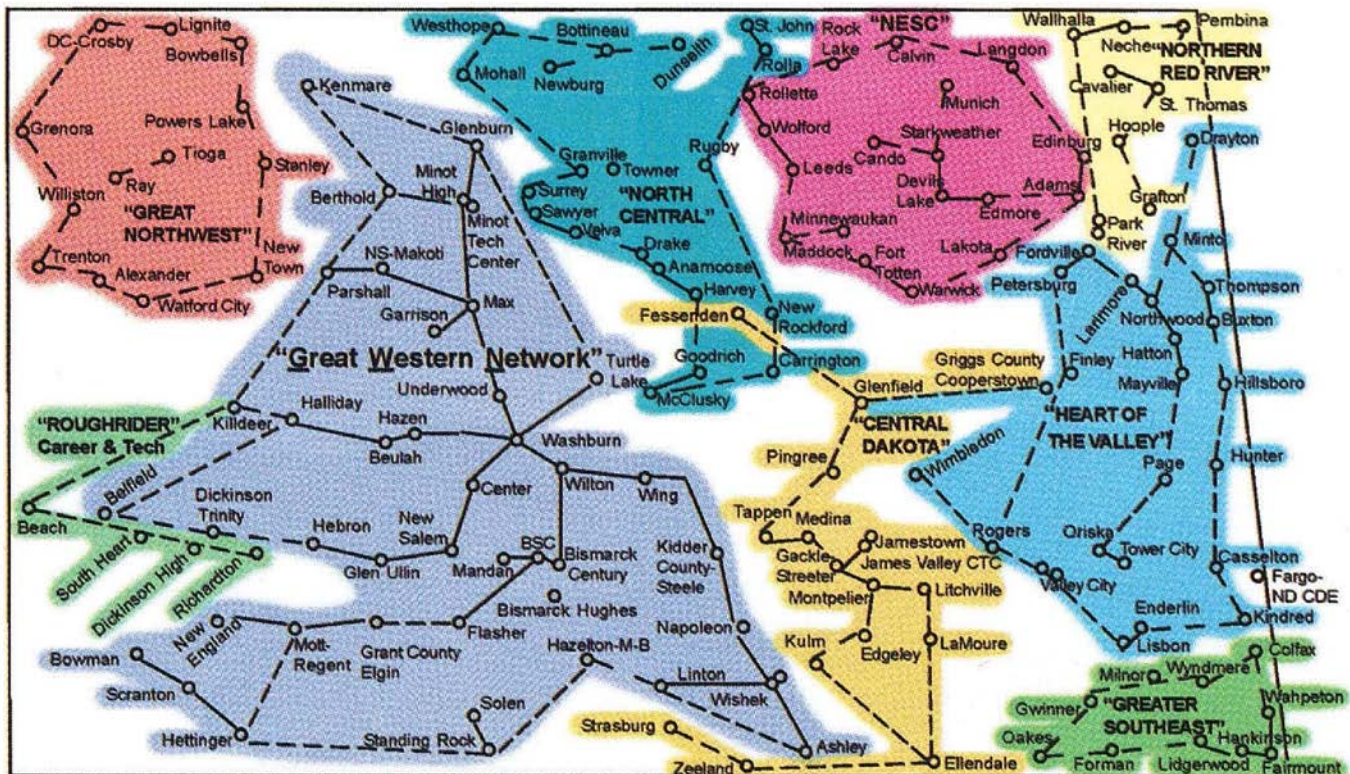 DC-Crosby
Lignite
Bowbells
Grenora
Powers Lake
Tioga
Ray
Stanley
Williston
"GREAT
NORTHWEST"
Trenton
Alexander
New
Town
Watford City
Kenmare
Glenburn
Minot
High
Berthold
Minot
Tech
Center
NS-Makoti
Parshall
Garrison
Max
"Great Western Network"
Turtle
Lake
Underwood
"ROUGHRIDER"
Career & Tech
Killdeer
Halliday
Hazen
Beulah
Washburn
Belfield
Dickinson
Trinity
Center
Wilton
Wing
Beach
Hebron
New
Salem
Glen Ullin
Mandan
BSC
Bismarck
Century
Kidder
County-
Steele
South Heart
Dickinson High
Richardton
Bismarck Hughes
New
England
Mott-
Regent
Grant County
Elgin
Flasher
Hazelton-M-B
Napoleon
Bowman
Scranton
Linton
Wishek
Solen
Hettinger
Standing Rock
Ashley
Westhope
Bottineau
Dunseith
St. John
Rolla
Mohall
Newburg
Rugby
Granville
Towner
Surrey
Sawyer
Velva
"NORTH
CENTRAL"
Drake
Anamoose
Harvey
New
Rockford
Goodrich
Carrington
McClusky
Rock
Lake
"NESC"
Calvin
Langdon
Rollette
Munich
Wolford
Starkweather
Cando
Edinburg
Leeds
Devils
Lake
Edmore
Adams
Minnewaukan
Maddock
Fort
Totten
Lakota
Warwick
Wallhalla
Pembina
Neche
"NORTHERN
RED RIVER"
Cavalier
St. Thomas
Hoople
Drayton
Grafton
Park
River
Fordville
Minto
Petersburg
Larimore
Thompson
Northwood
Buxton
Fessenden
Griggs County
Cooperstown
Finley
Hatton
Mayville
Hillsboro
Glenfield
"CENTRAL
DAKOTA"
"HEART OF
THE VALLEY"
Pingree
Wimbledon
Page
Hunter
Tappen
Medina
Jamestown
James Valley CTC
Gackle
Streeter
Montpelier
Litchville
Rogers
Oriska
Tower City
Casselton
Valley City
Fargo-
ND CDE
Enderlin
Kindred
Lisbon
Kulm
Edgeley
LaMoure
Colfax
Milnor
Wyndmere
Gwinner
"GREATER
SOUTHEAST"
Wahpeton
Strasburg
Zeeland
Ellendale
Oakes
Forman
Lidgerwood
Hankinson
Fairmount